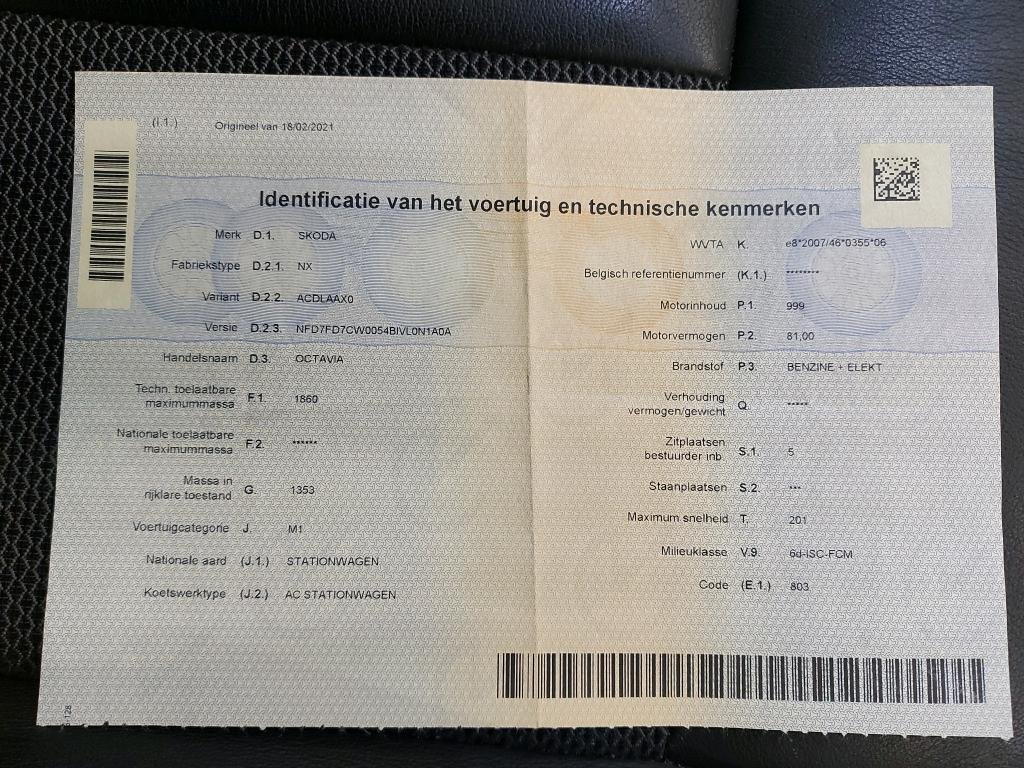 (I.1.) Origineel van 18/02/2021
Identificatie van het voertuig en technische kenmerken
Merk D.1. SKODA
Fabriekstype D.2.1. NX
Variant D.2.2. ACDLAAX0
Versie D.2.3. NFD7FD7CW0054BIVL0N1A0A
Handelsnaam D.3. OCTAVIA
Techn. toelaatbare
maximummassa F.1. 1860
Nationale toelaatbare
maximummassa F.2. ******
Massa in
rijklare toestand G. 1353
Voertuigcategorie J. M1
Nationale aard (J.1.) STATIONWAGEN
Koetswerktype (J.2.) AC STATIONWAGEN
WVTA K. e8*2007/46*0355*06
Belgisch referentienummer (K.1.) ********
Motorinhoud P.1. 999
Motorvermogen P.2. 81,00
Brandstof P.3. BENZINE + ELEKT
Verhouding
vermogen/gewicht Q. *****
Zitplaatsen
bestuurder inb. S.1. 5
Staanplaatsen S.2. ***
Maximum snelheid T. 201
Milieuklasse V.9. 6d-ISC-FCM
Code (E.1.) 803